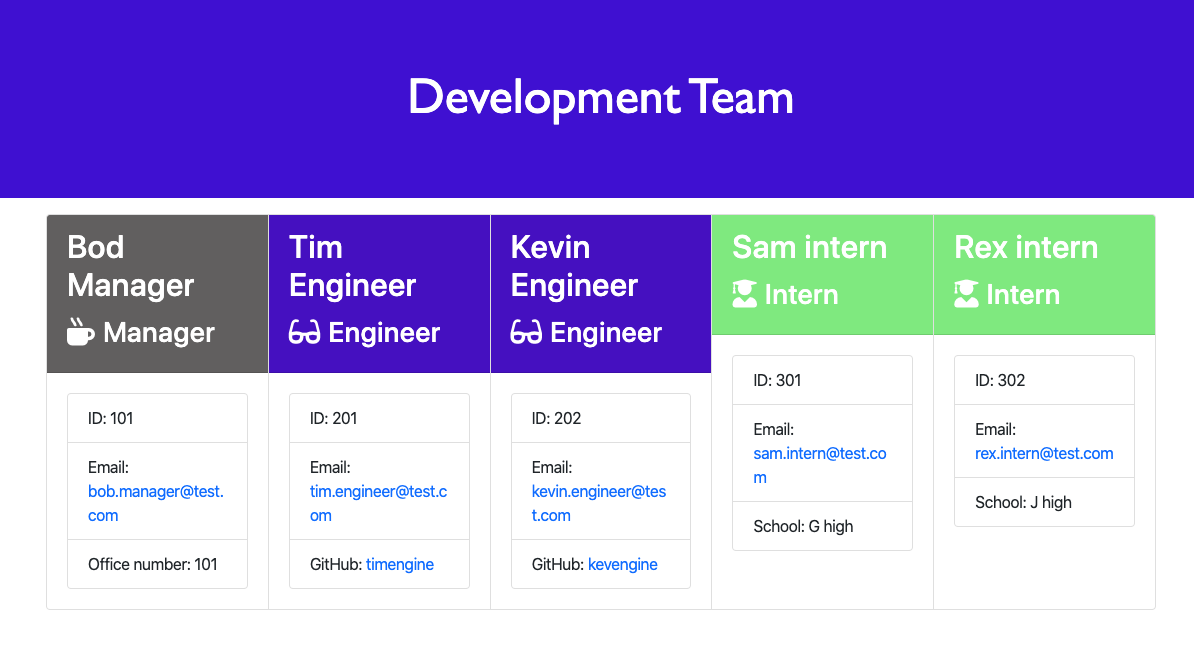 Development Team
Bod
Manager
Manager
ID: 101
Email:
bob.manager@test.
com
Office number: 101
Tim
Engineer
Engineer
ID: 201
Email:
tim.engineer@test.c
om
GitHub: timengine
Kevin
Engineer
Engineer
ID: 202
Email:
kevin.engineer@tes
t.com
GitHub: kevengine
Sam intern
Intern
ID: 301
Email:
sam.intern@test.co
m
School: G high
Rex intern
Intern
ID: 302
Email:
rex.intern@test.com
School: J high